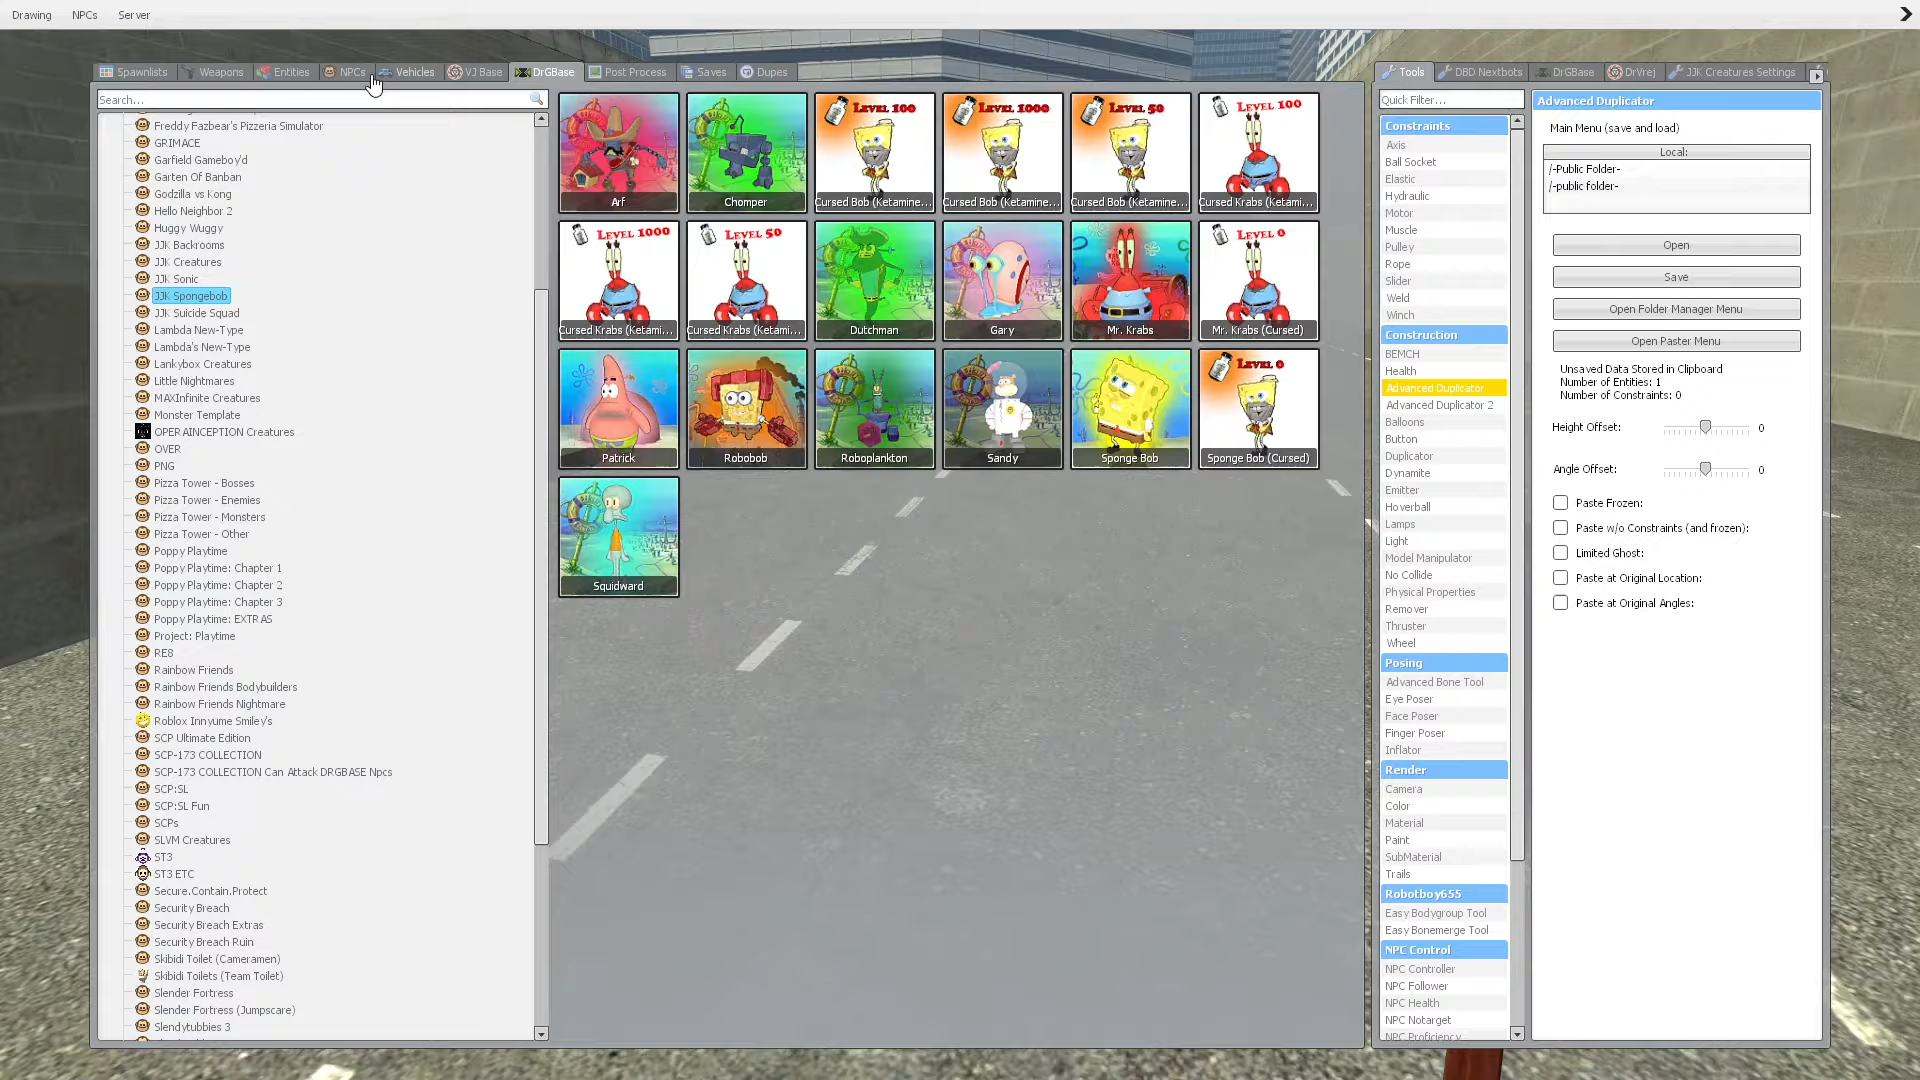 Drawing NPCs Server
Spawnlists Weapons Entities NPCs Vehicles VJ Base DrGBase Post Process Saves Dupes
Tools DBD Nextbots DrGBase DrVrej JJK Creatures Settings
Search...
Freddy Fazbear's Pizzeria Simulator
GRIMACE
Garfield Gameboy'd
Garten Of Banban
Godzilla vs Kong
Hello Neighbor 2
Huggy Wuggy
JJK Backrooms
JJK Creatures
JJK Sonic
JJK Spongebob
JJK Suicide Squad
Lambda New-Type
Lambda's New-Type
Lankybox Creatures
Little Nightmares
MAXInfinite Creatures
Monster Template
OPERAINCEPTION Creatures
OVER
PNG
Pizza Tower - Bosses
Pizza Tower - Enemies
Pizza Tower - Monsters
Pizza Tower - Other
Poppy Playtime
Poppy Playtime: Chapter 1
Poppy Playtime: Chapter 2
Poppy Playtime: Chapter 3
Poppy Playtime: EXTRAS
Project: Playtime
RE8
Rainbow Friends
Rainbow Friends Bodybuilders
Rainbow Friends Nightmare
Roblox Innyume Smiley's
SCP Ultimate Edition
SCP-173 COLLECTION
SCP-173 COLLECTION Can Attack DRGBASE Npcs
SCP:SL
SCP:SL Fun
SCPs
SLVM Creatures
ST3
ST3 ETC
Secure.Contain.Protect
Security Breach
Security Breach Extras
Security Breach Ruin
Skibidi Toilet (Cameramen)
Skibidi Toilets (Team Toilet)
Slender Fortress
Slender Fortress (Jumpscare)
Slendytubbies 3
LEVEL 100 LEVEL 1000 LEVEL 50 LEVEL 100
Arf Chomper Cursed Bob (Ketamine... Cursed Bob (Ketamine... Cursed Bob (Ketamine... Cursed Krabs (Ketami...
LEVEL 1000 LEVEL 50 LEVEL 0
Cursed Krabs (Ketami... Cursed Krabs (Ketami... Dutchman Gary Mr. Krabs Mr. Krabs (Cursed)
LEVEL 0
Patrick Robobob Roboplankton Sandy Sponge Bob Sponge Bob (Cursed)
Squidward
Quick Filter...
Constraints
Axis
Ball Socket
Elastic
Hydraulic
Motor
Muscle
Pulley
Rope
Slider
Weld
Winch
Construction
BEMCH
Health
Advanced Duplicator
Advanced Duplicator 2
Balloons
Button
Duplicator
Dynamite
Emitter
Hoverball
Lamps
Light
Model Manipulator
No Collide
Physical Properties
Remover
Thruster
Wheel
Posing
Advanced Bone Tool
Eye Poser
Face Poser
Finger Poser
Inflator
Render
Camera
Color
Material
Paint
SubMaterial
Trails
Robotboy655
Easy Bodygroup Tool
Easy Bonemerge Tool
NPC Control
NPC Controller
NPC Follower
NPC Health
NPC Notarget
NPC Proficiency
Advanced Duplicator
Main Menu (save and load)
Local:
/-Public Folder-
/-public folder-
Open
Save
Open Folder Manager Menu
Open Paster Menu
Unsaved Data Stored in Clipboard
Number of Entities: 1
Number of Constraints: 0
Height Offset: 0
Angle Offset: 0
Paste Frozen:
Paste w/o Constraints (and frozen):
Limited Ghost:
Paste at Original Location:
Paste at Original Angles: